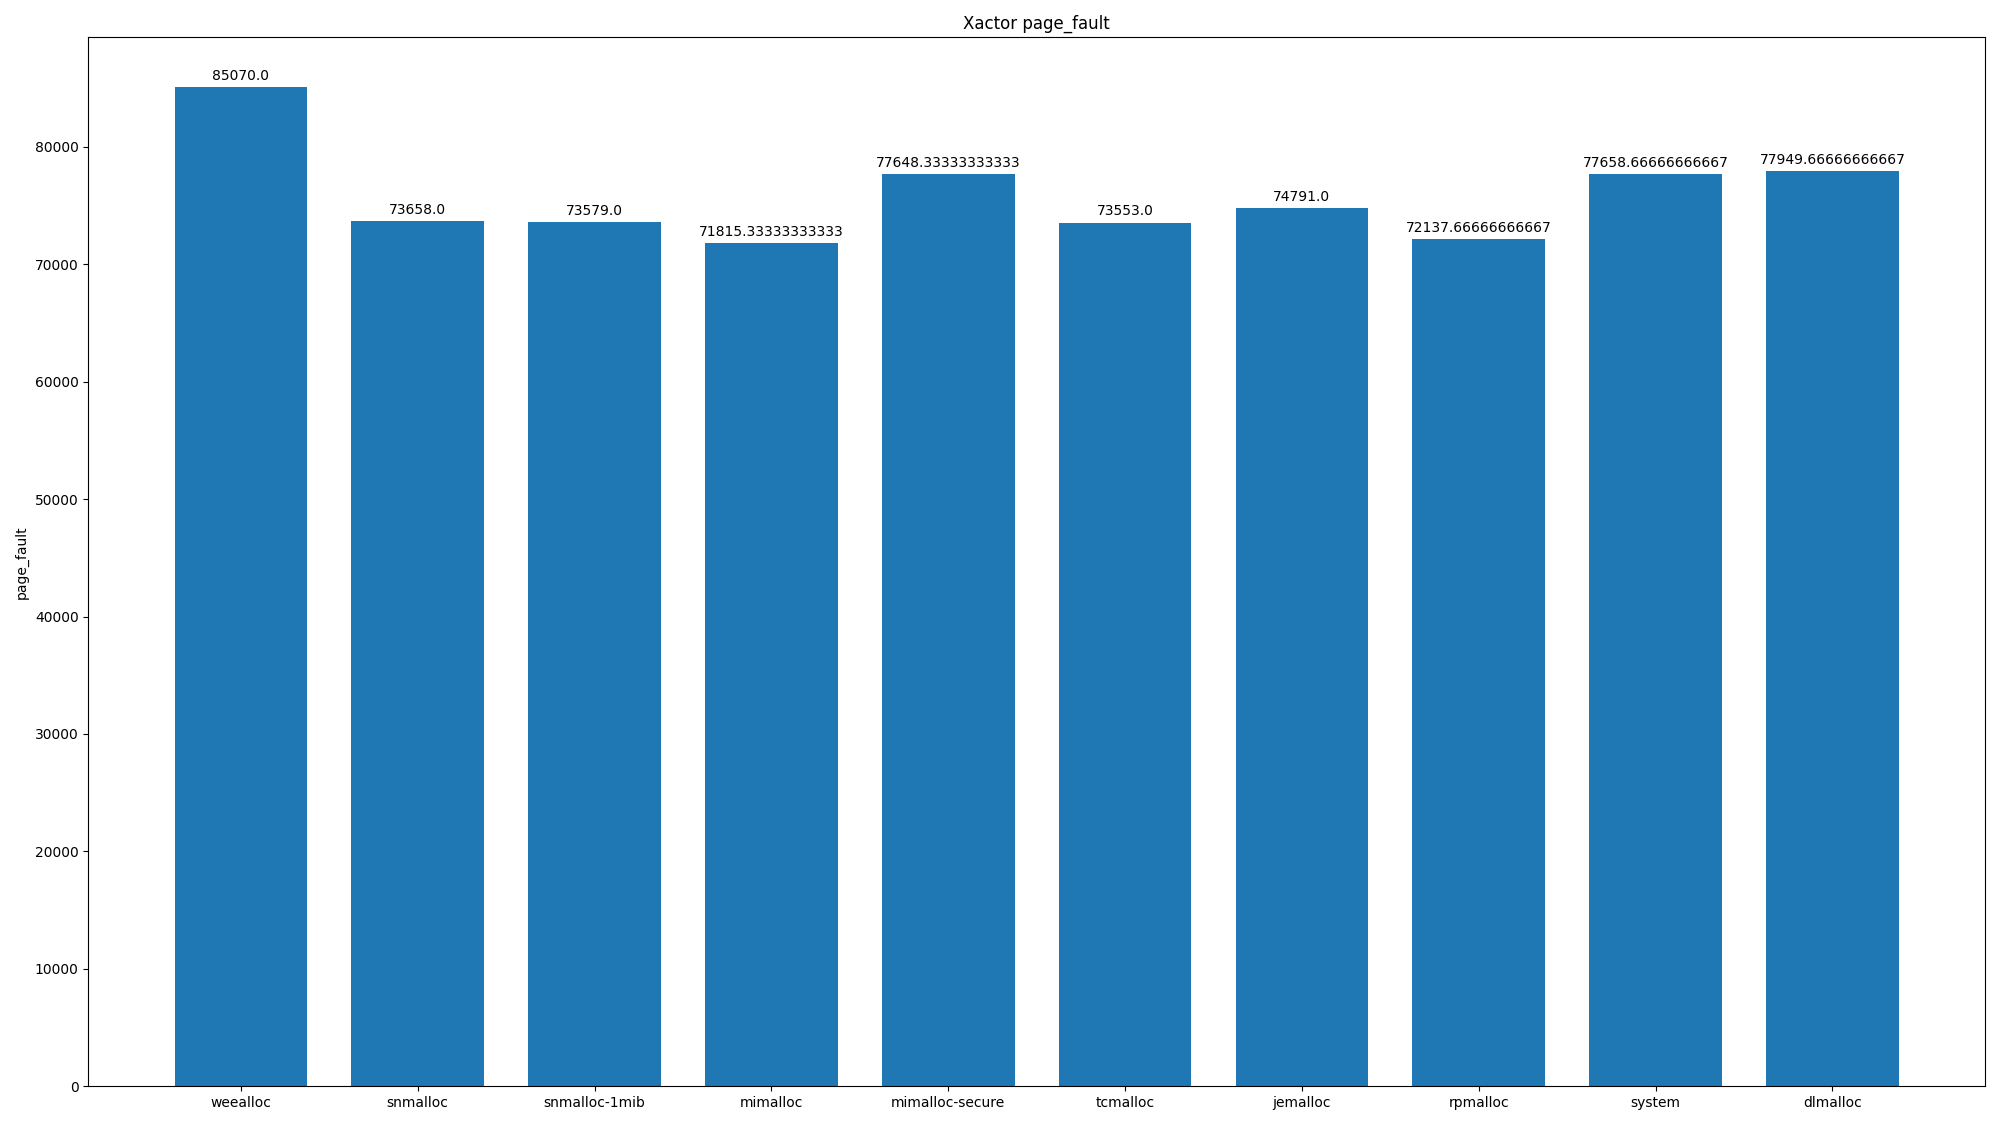 Xactor page_fault
page_fault
80000
70000
60000
50000
40000
30000
20000
10000
0
85070.0
73658.0
73579.0
71815.33333333333
77648.33333333333
73553.0
74791.0
72137.66666666667
77658.66666666667
77949.66666666667
weealloc
snmalloc
snmalloc-1mib
mimalloc
mimalloc-secure
tcmalloc
jemalloc
rpmalloc
system
dlmalloc